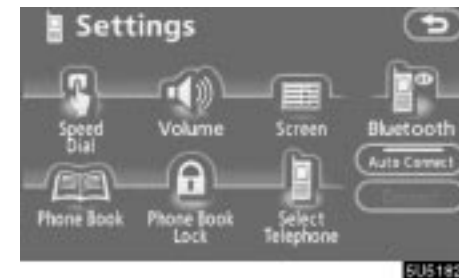 Settings
Speed
Dial
Volume
Screen
Bluetooth
Auto Connect
Phone Book
Phone Book
Lock
Select
Telephone
5U5182